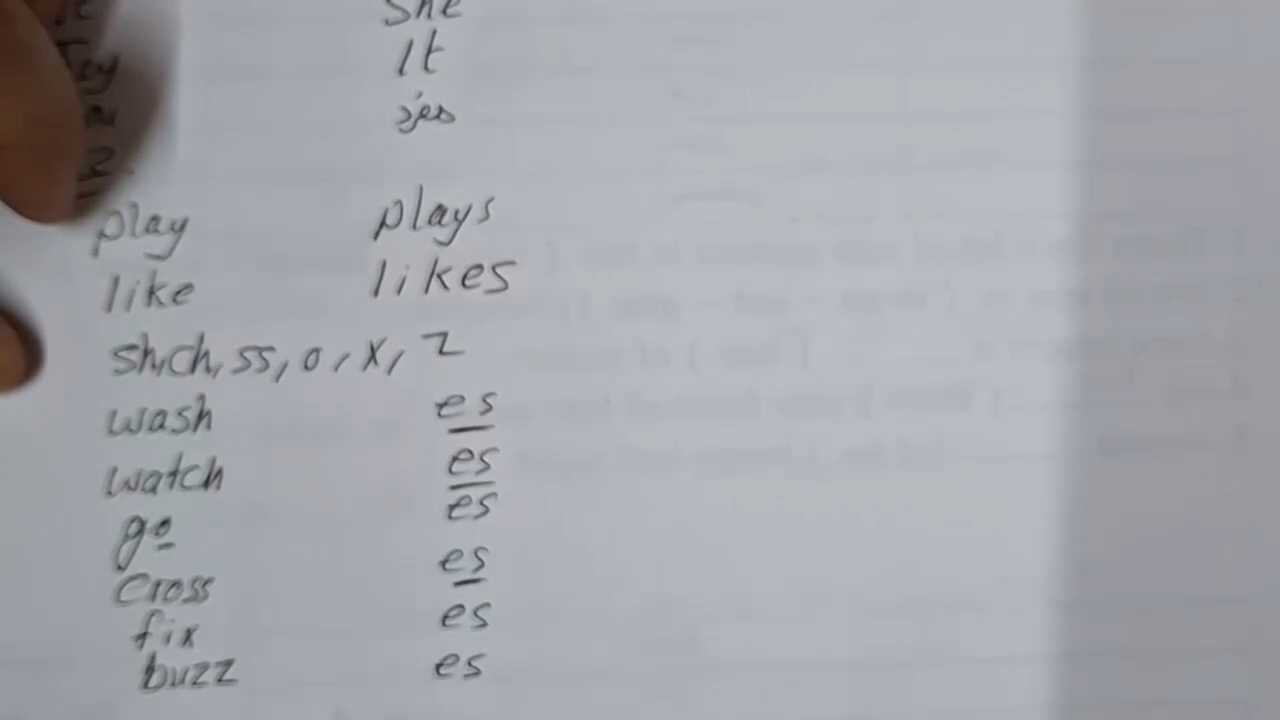 She
It
play plays
like likes
sh, ch, ss, o, x, z
wash es
watch es
go es
cross es
fix es
buzz es